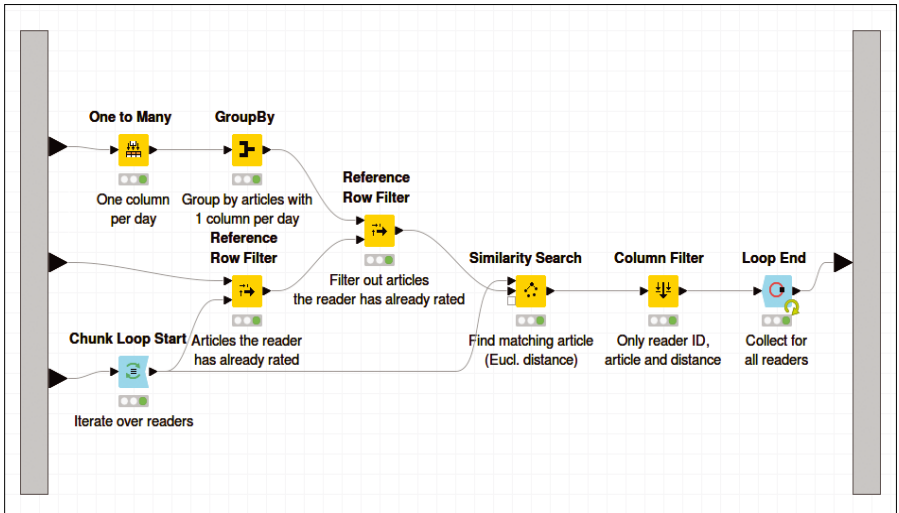 One to Many
GroupBy
One column
per day
Group by articles with
1 column per day
Reference
Row Filter
Filter out articles
the reader has already rated
Reference
Row Filter
Articles the reader
has already rated
Chunk Loop Start
Iterate over readers
Similarity Search
Find matching article
(Eucl. distance)
Column Filter
Only reader ID,
article and distance
Loop End
Collect for
all readers